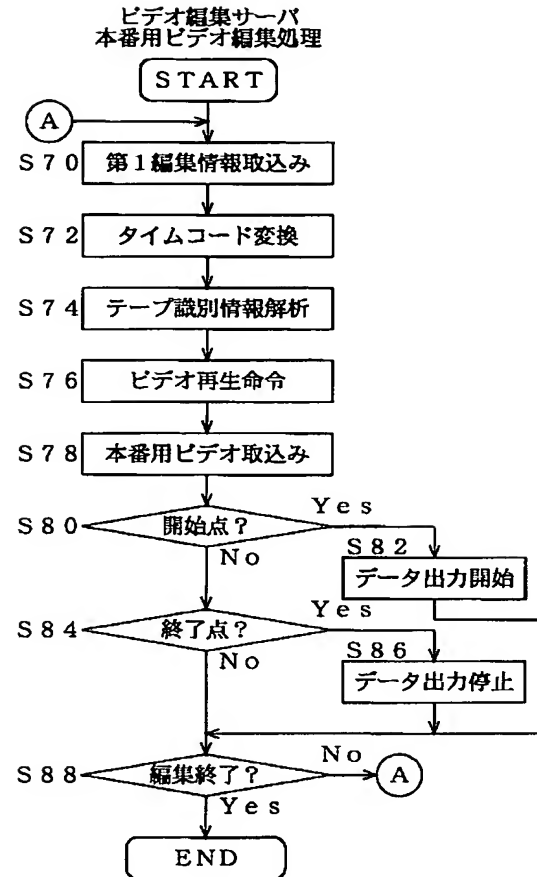 ビデオ編集サーバ
本番用ビデオ編集処理
START
A
S70 第1編集情報取込み
S72 タイムコード変換
S74 テープ識別情報解析
S76 ビデオ再生命令
S78 本番用ビデオ取込み
S80 開始点? Yes
No
S82
データ出力開始
S84 終了点? Yes
No
S86
データ出力停止
S88 編集終了? No A
Yes
END